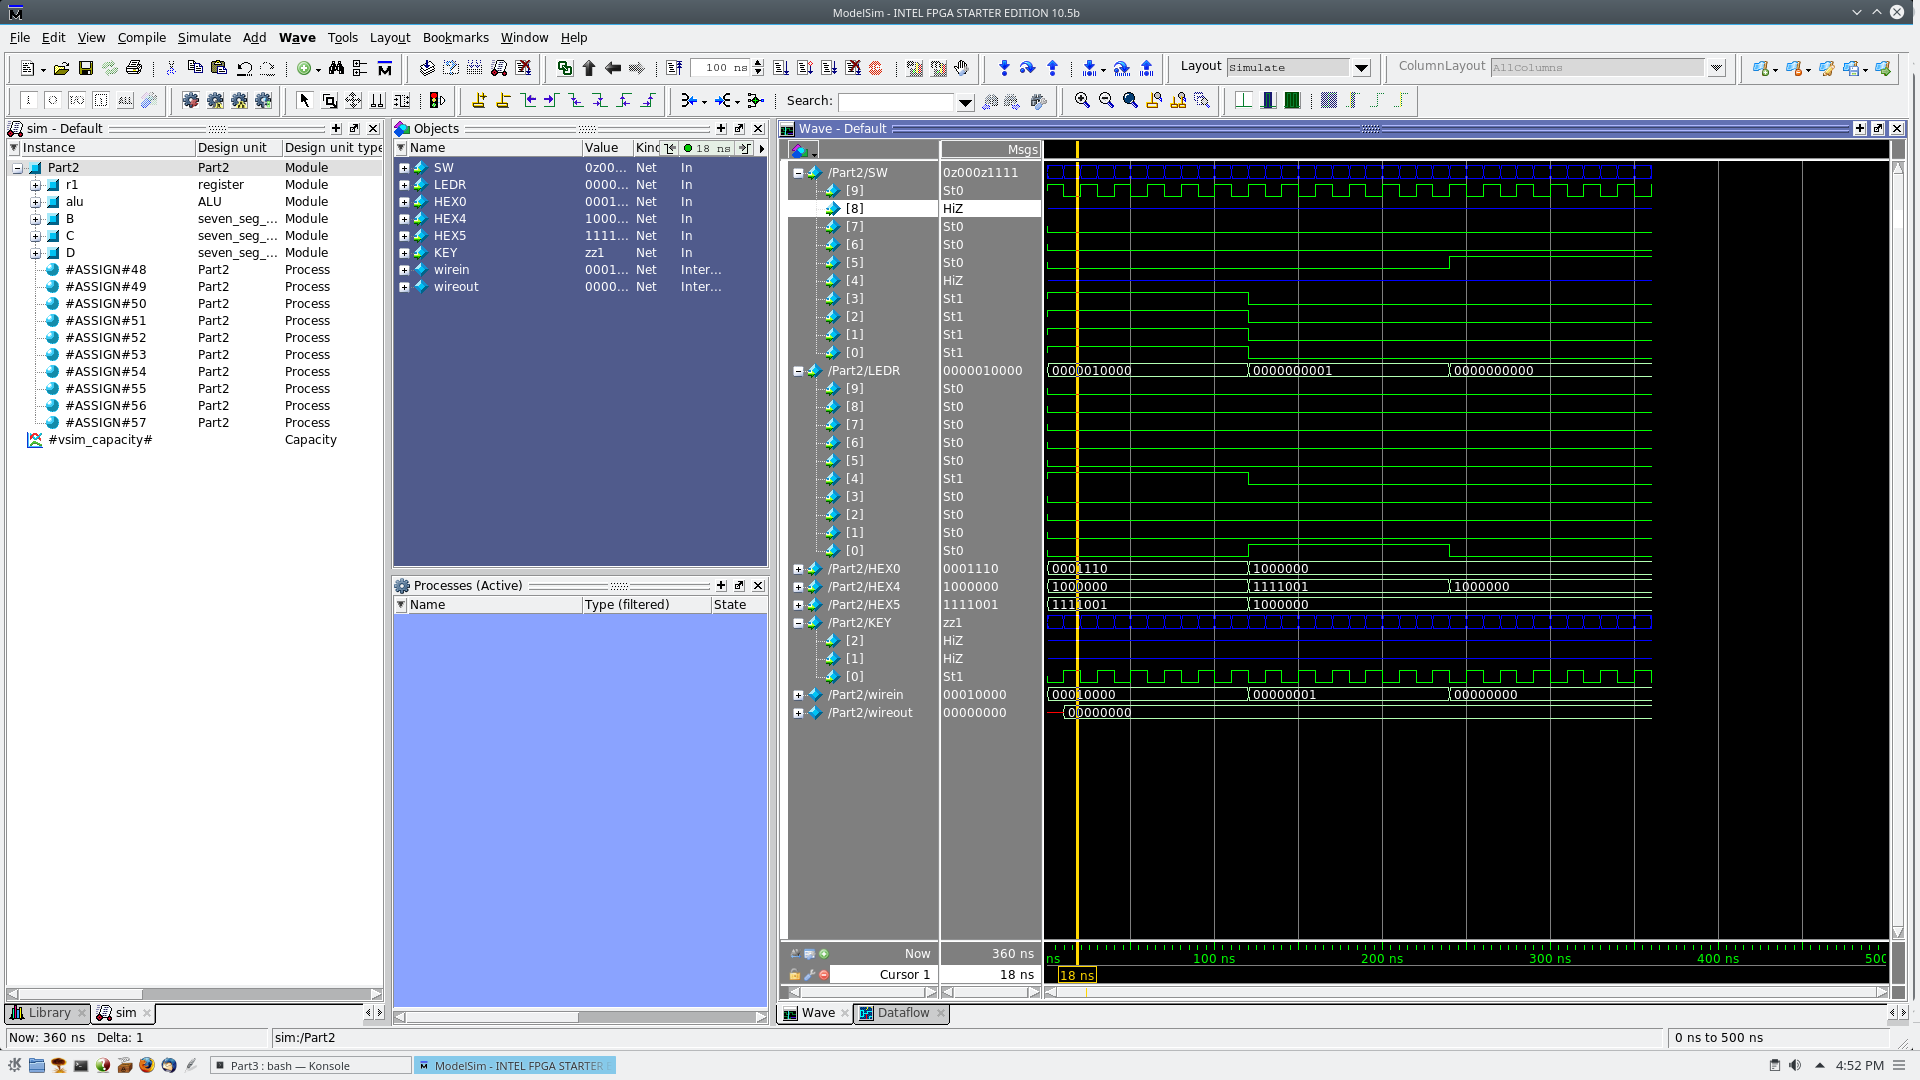 ModelSim - INTEL FPGA STARTER EDITION 10.5b
File Edit View Compile Simulate Add Wave Tools Layout Bookmarks Window Help
100 ns
Layout Simulate
ColumnLayout AllColumns
Search:
sim - Default
Instance Design unit Design unit type
Part2 Part2 Module
r1 register Module
alu ALU Module
B seven_seg_... Module
C seven_seg_... Module
D seven_seg_... Module
#ASSIGN#48 Part2 Process
#ASSIGN#49 Part2 Process
#ASSIGN#50 Part2 Process
#ASSIGN#51 Part2 Process
#ASSIGN#52 Part2 Process
#ASSIGN#53 Part2 Process
#ASSIGN#54 Part2 Process
#ASSIGN#55 Part2 Process
#ASSIGN#56 Part2 Process
#ASSIGN#57 Part2 Process
#vsim_capacity# Capacity
Library sim
Objects
Name Value Kind 18 ns
SW 0z00... Net In
LEDR 0000... Net In
HEX0 0001... Net In
HEX4 1000... Net In
HEX5 1111... Net In
KEY zz1 Net In
wirein 0001... Net Inter...
wireout 0000... Net Inter...
Processes (Active)
Name Type (filtered) State
Wave - Default
Msgs
/Part2/SW 0z000z1111
[9] St0
[8] HiZ
[7] St0
[6] St0
[5] St0
[4] HiZ
[3] St1
[2] St1
[1] St1
[0] St1
/Part2/LEDR 0000010000 0000010000 0000000001 0000000000
[9] St0
[8] St0
[7] St0
[6] St0
[5] St0
[4] St1
[3] St0
[2] St0
[1] St0
[0] St0
/Part2/HEX0 0001110 0001110 1000000
/Part2/HEX4 1000000 1000000 1111001 1000000
/Part2/HEX5 1111001 1111001 1000000
/Part2/KEY zz1
[2] HiZ
[1] HiZ
[0] St1
/Part2/wirein 00010000 00010000 00000001 00000000
/Part2/wireout 00000000 00000000
Now 360 ns ns 100 ns 200 ns 300 ns 400 ns 500
Cursor 1 18 ns 18 ns
Wave Dataflow
Now: 360 ns Delta: 1 sim:/Part2 0 ns to 500 ns
Part3 : bash — Konsole ModelSim - INTEL FPGA STARTER 4:52 PM